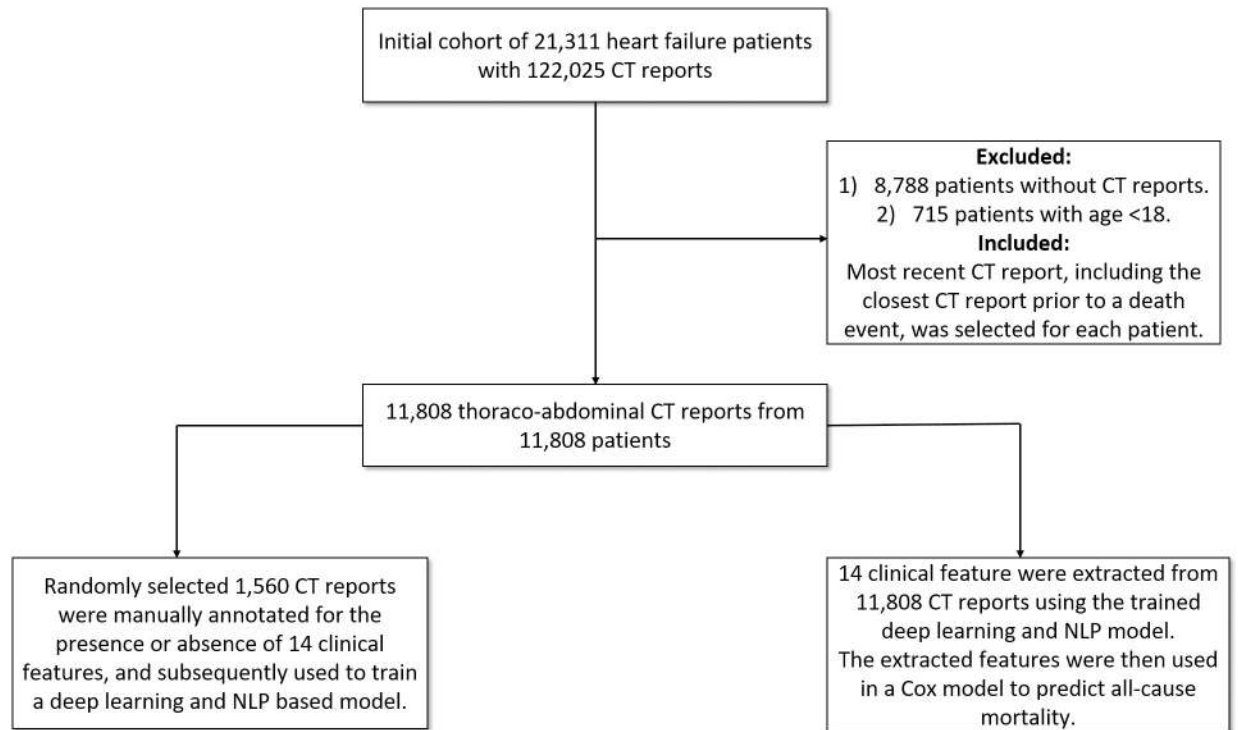 Initial cohort of 21,311 heart failure patients
with 122,025 CT reports
Excluded:
1) 8,788 patients without CT reports.
2) 715 patients with age <18.
Included:
Most recent CT report, including the
closest CT report prior to a death
event, was selected for each patient.
11,808 thoraco-abdominal CT reports from
11,808 patients
Randomly selected 1,560 CT reports
were manually annotated for the
presence or absence of 14 clinical
features, and subsequently used to train
a deep learning and NLP based model.
14 clinical feature were extracted from
11,808 CT reports using the trained
deep learning and NLP model.
The extracted features were then used
in a Cox model to predict all-cause
mortality.